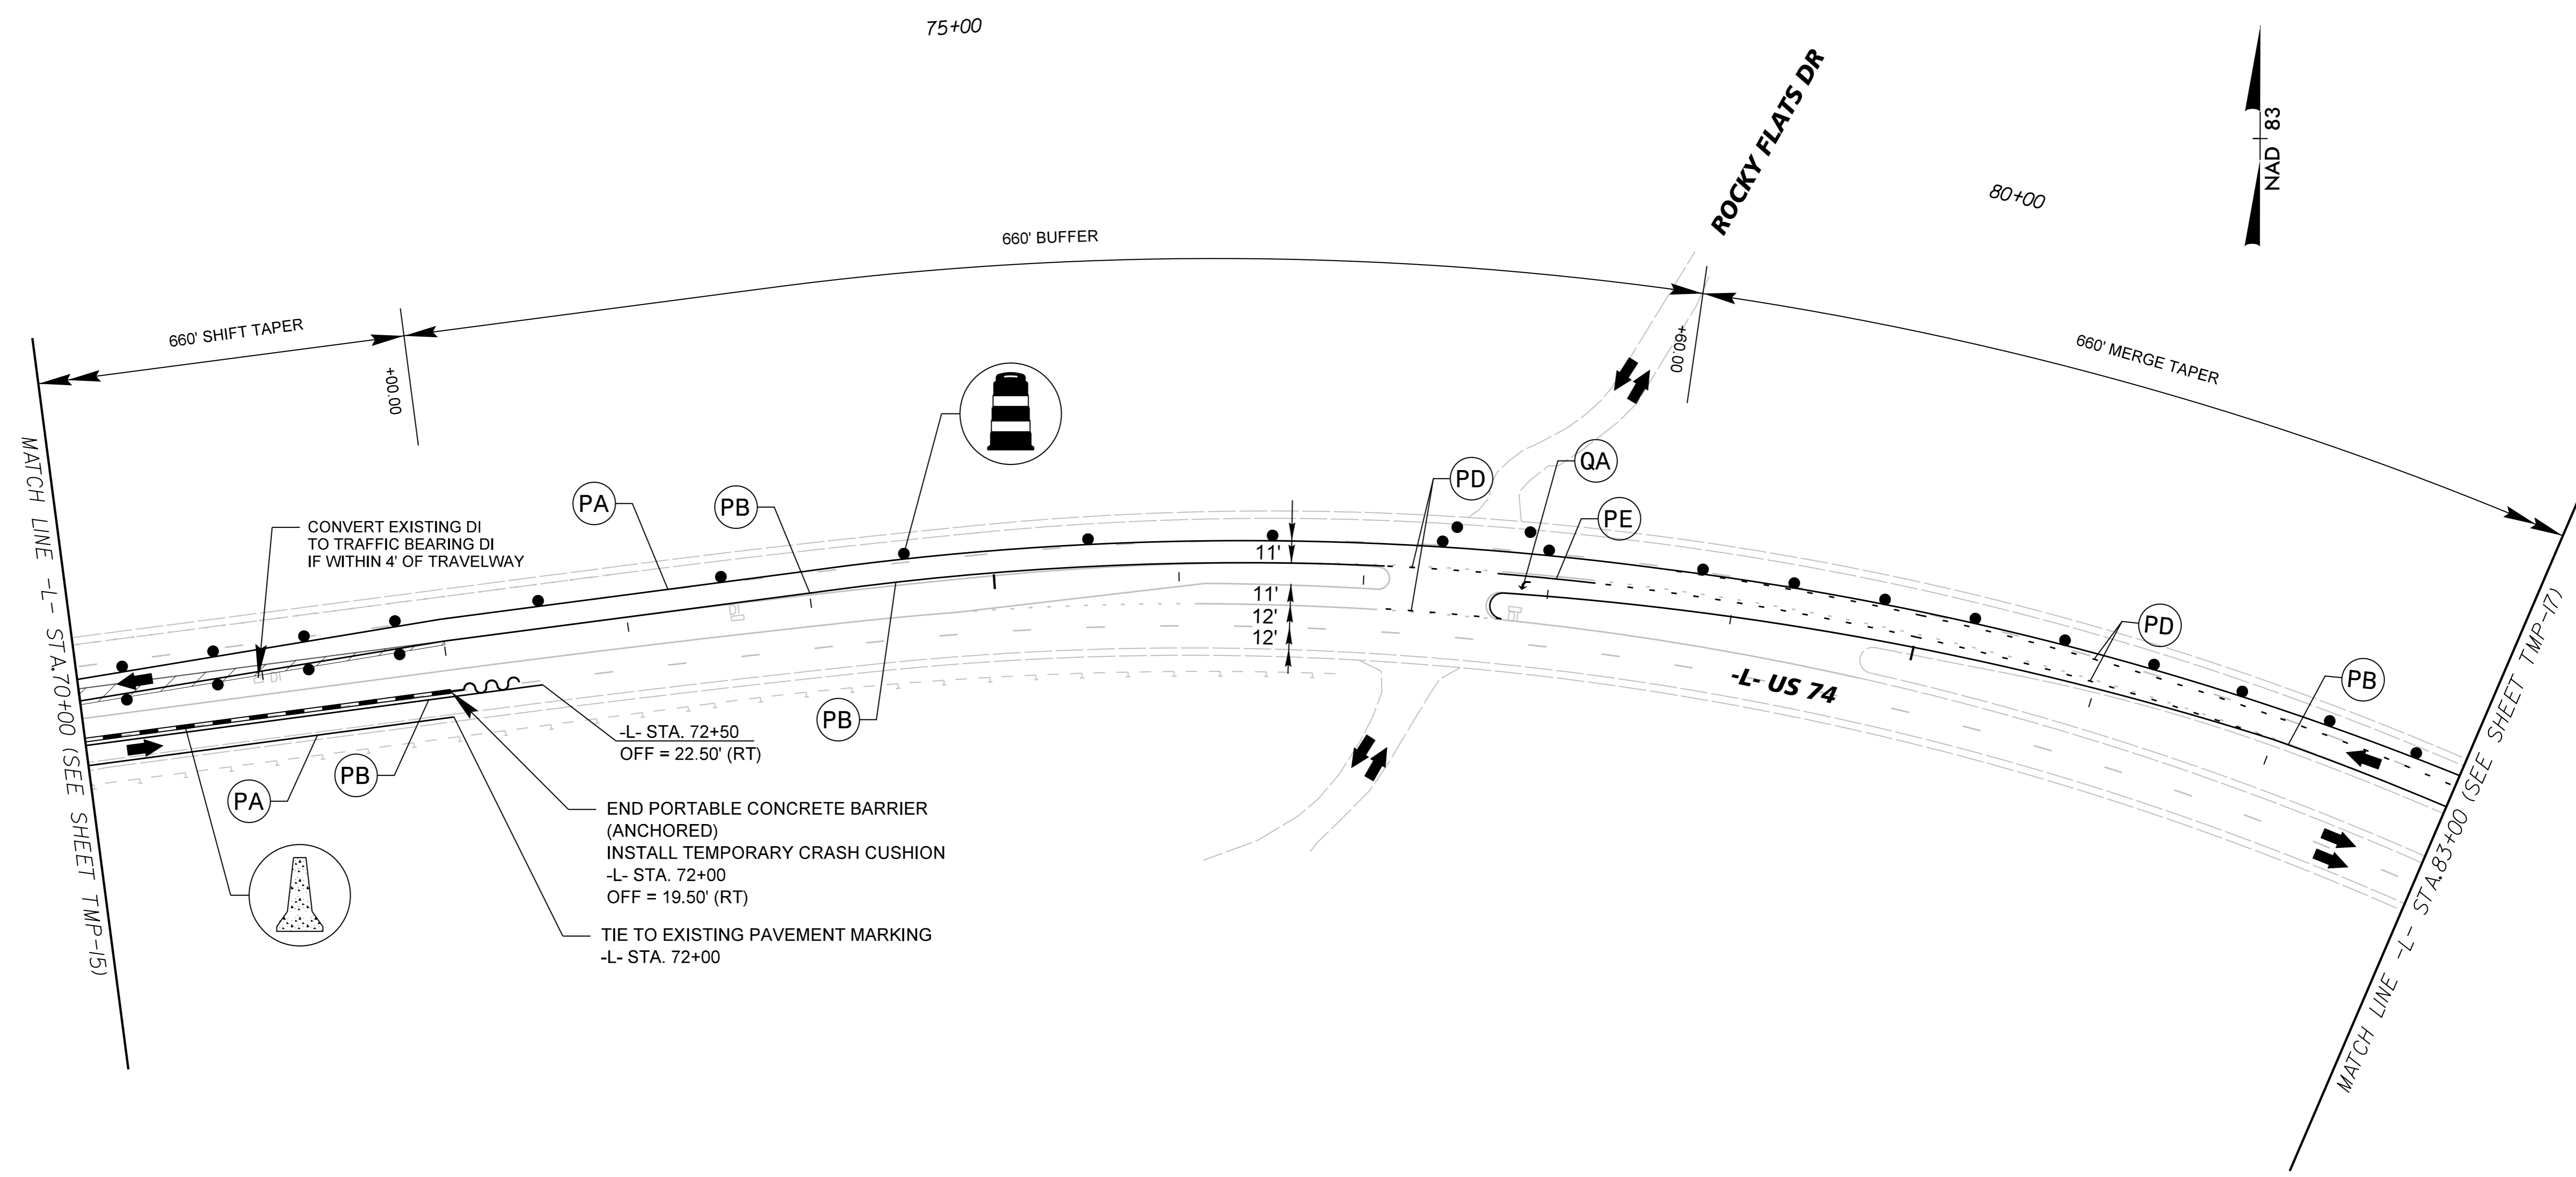 75+00
ROCKY FLATS DR
80+00
NAD 83
660' SHIFT TAPER
660' BUFFER
660' MERGE TAPER
+00.00
+60.00
MATCH LINE -L- STA.70+00 (SEE SHEET TMP-15)
CONVERT EXISTING DI
TO TRAFFIC BEARING DI
IF WITHIN 4' OF TRAVELWAY
PA
PB
PD
QA
PE
11'
11'
12'
12'
DI
DI
DI
DI
PD
PB
-L- US 74
PB
-L- STA. 72+50
OFF = 22.50' (RT)
PB
PA
END PORTABLE CONCRETE BARRIER
(ANCHORED)
INSTALL TEMPORARY CRASH CUSHION
-L- STA. 72+00
OFF = 19.50' (RT)
TIE TO EXISTING PAVEMENT MARKING
-L- STA. 72+00
MATCH LINE -L- STA.83+00 (SEE SHEET TMP-17)